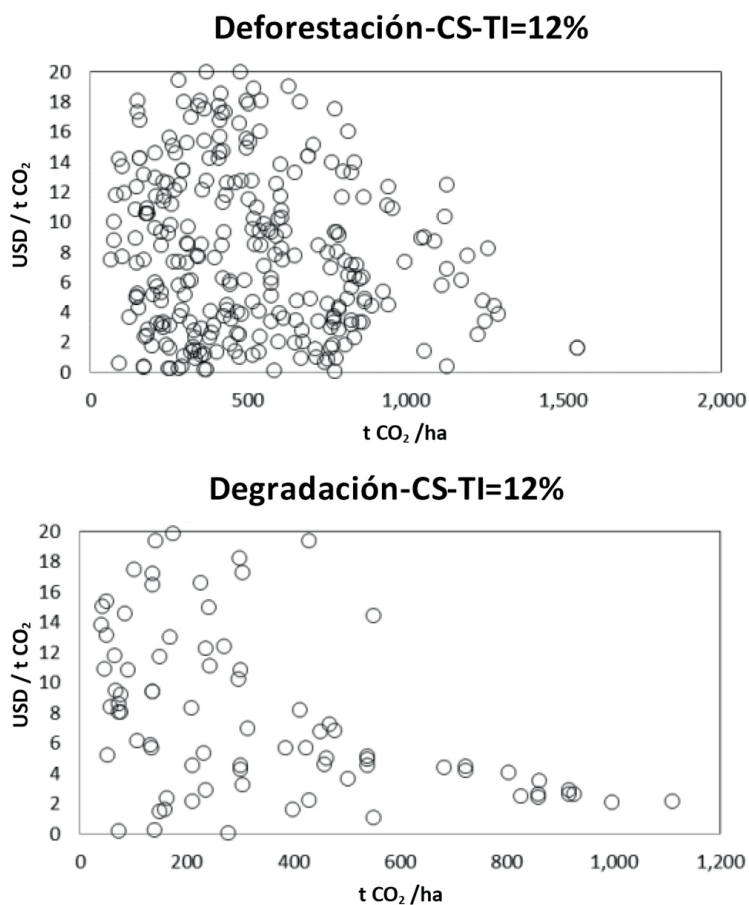 Deforestación-CS-TI=12%
USD / t CO₂
20
18
16
14
12
10
8
6
4
2
0
0 500 1,000 1,500 2,000
t CO₂ /ha
Degradación-CS-TI=12%
USD / t CO₂
20
18
16
14
12
10
8
6
4
2
0
0 200 400 600 800 1,000 1,200
t CO₂ /ha